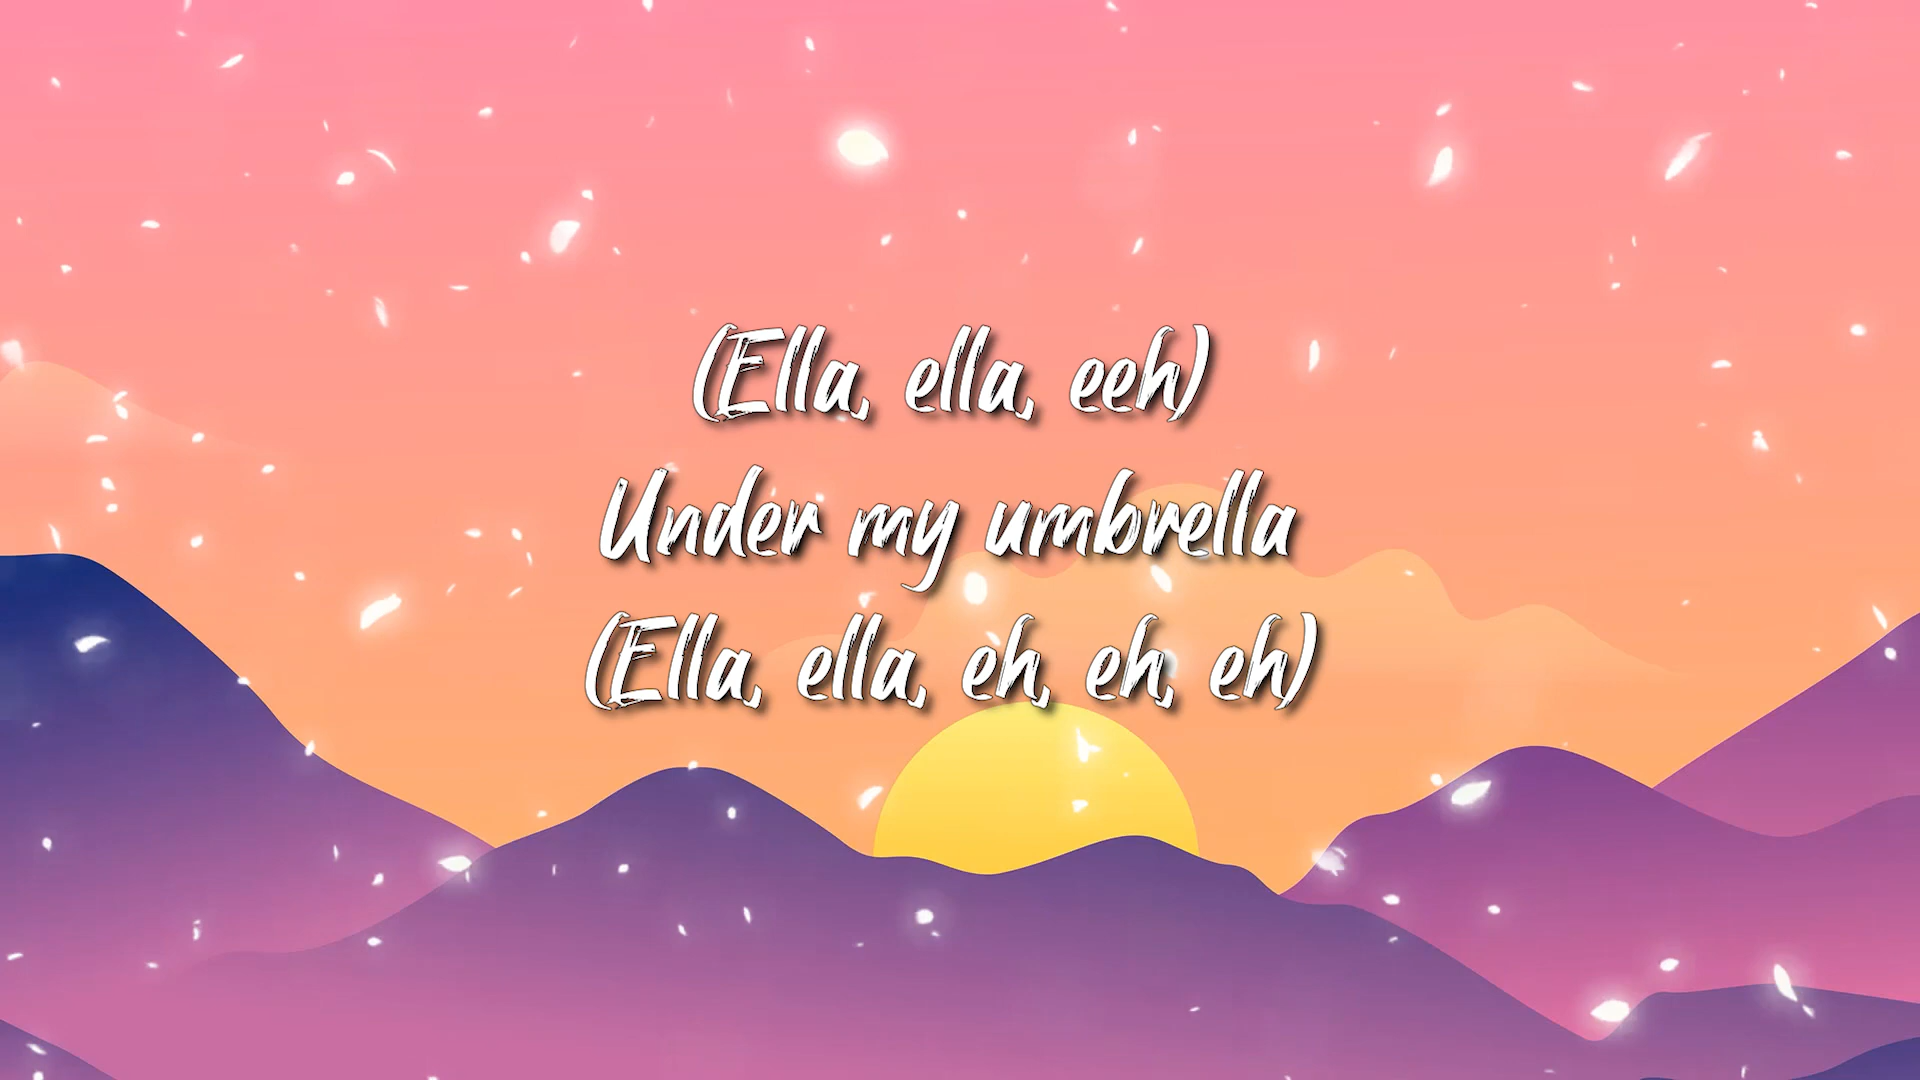 (Ella, ella, eeh)
Under my umbrella
(Ella, ella, eh, eh, eh)